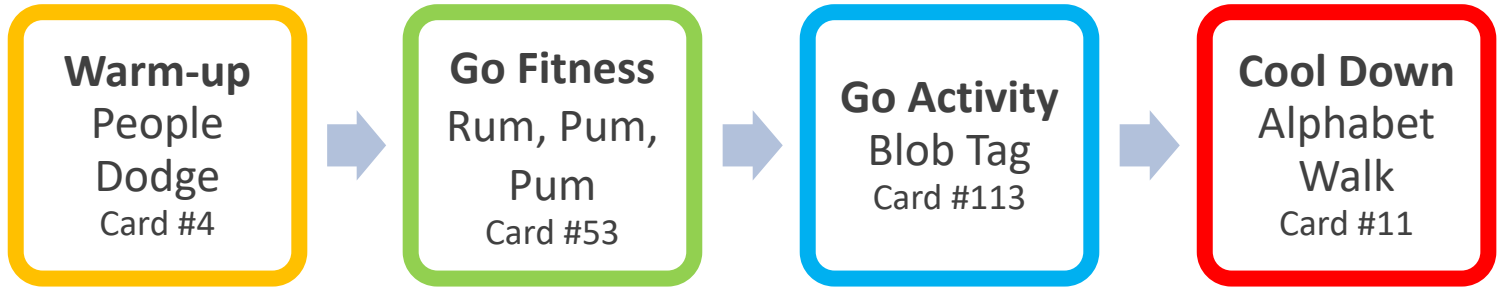 Warm-up
People
Dodge
Card #4
Go Fitness
Rum, Pum,
Pum
Card #53
Go Activity
Blob Tag
Card #113
Cool Down
Alphabet
Walk
Card #11